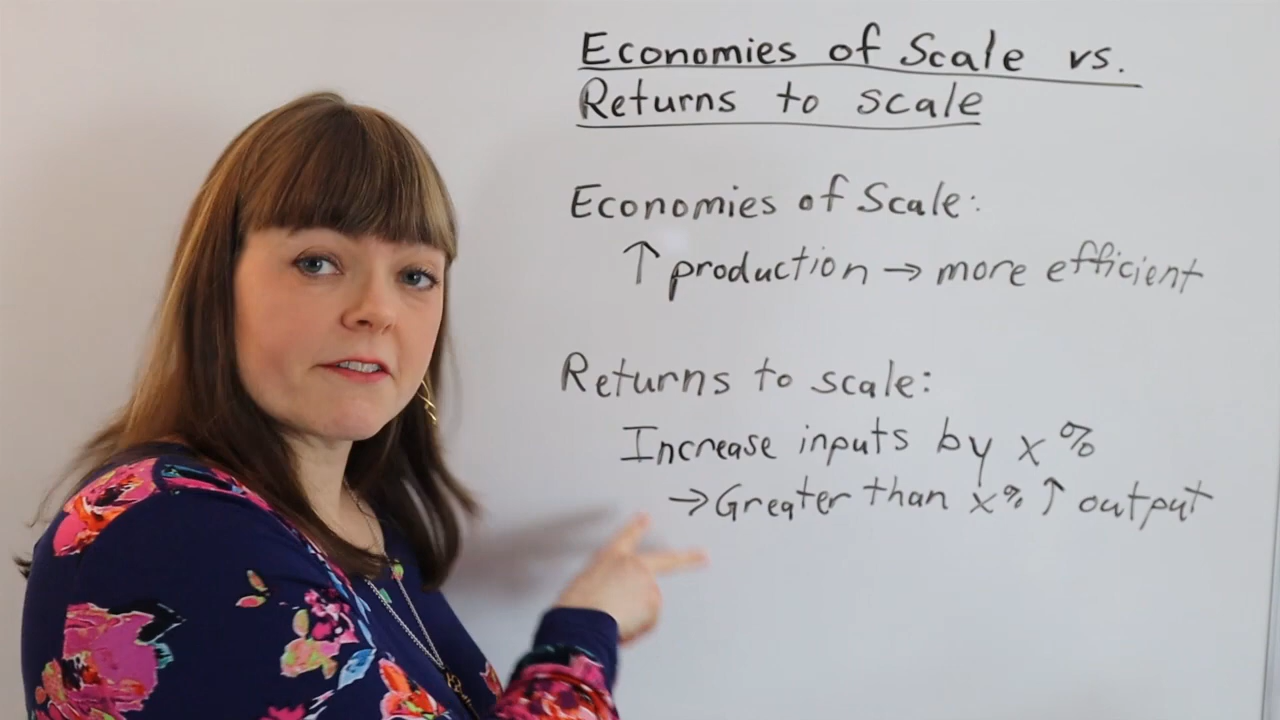 Economies of Scale vs.
Returns to scale
Economies of Scale:
↑ production → more efficient
Returns to scale:
Increase inputs by x%
→ Greater than x% ↑ output